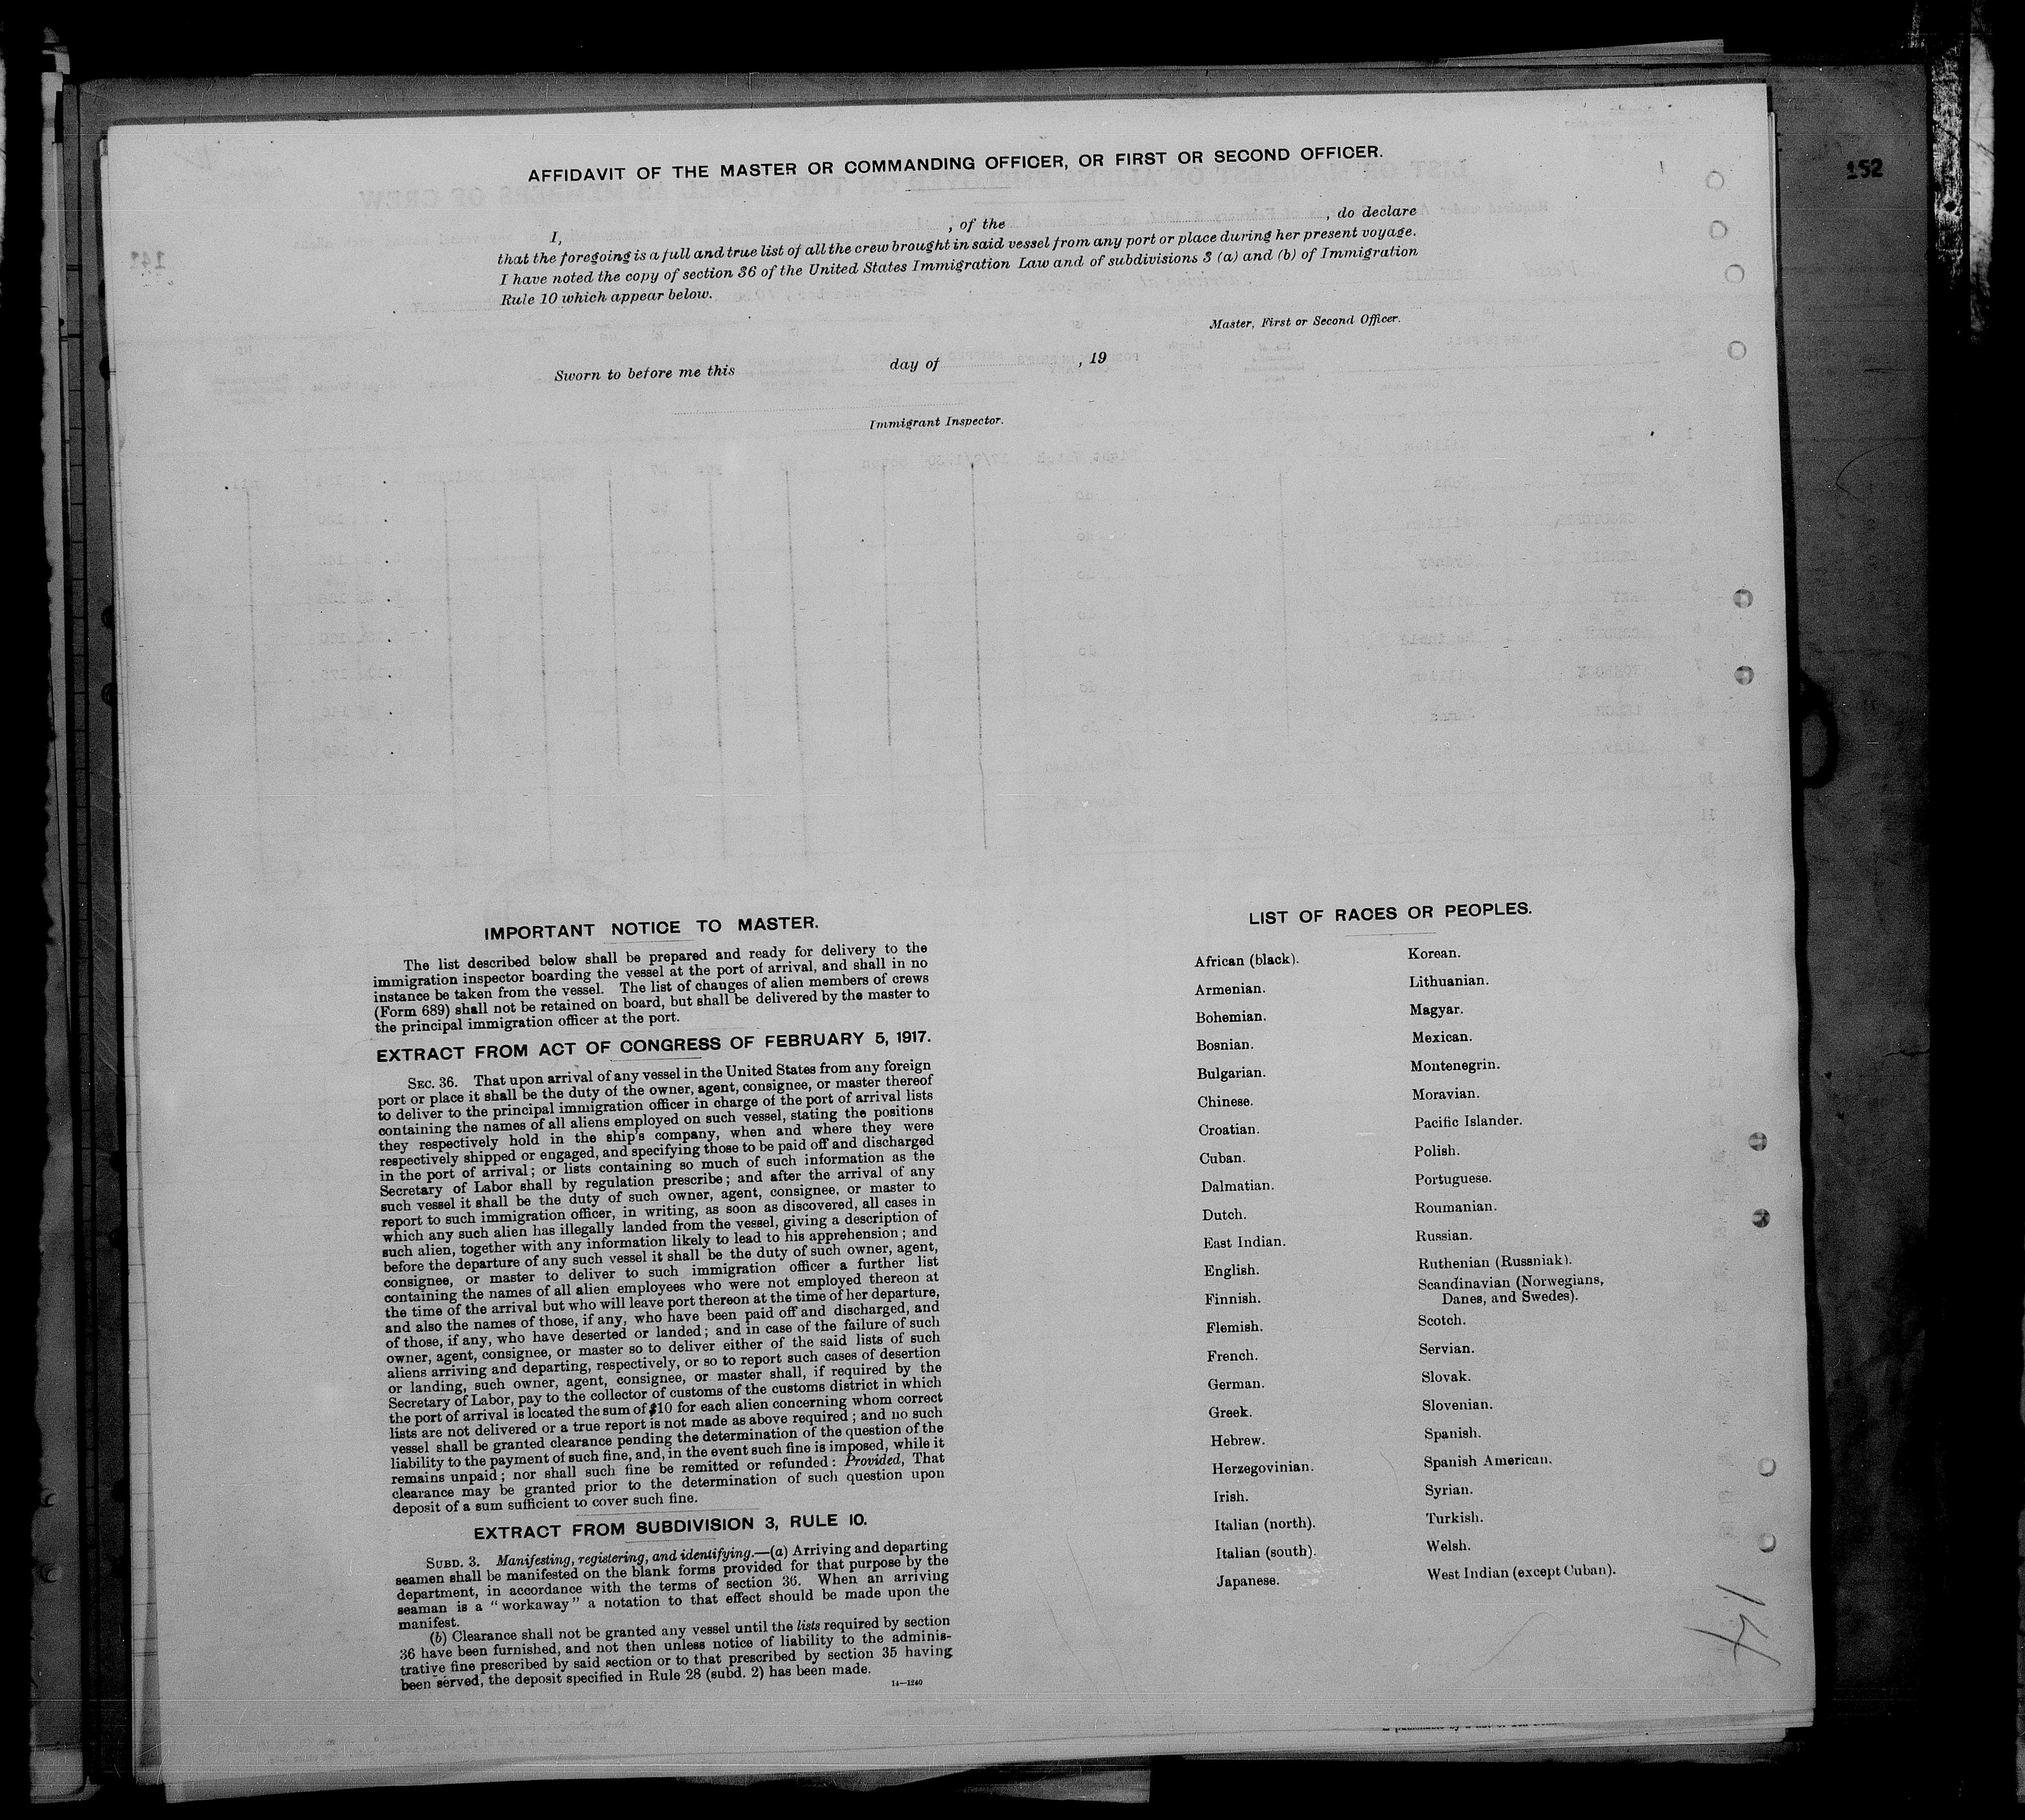 152
AFFIDAVIT OF THE MASTER OR COMMANDING OFFICER, OR FIRST OR SECOND OFFICER.
I, , of the , do declare
that the foregoing is a full and true list of all the crew brought in said vessel from any port or place during her present voyage.
I have noted the copy of section 36 of the United States Immigration Law and of subdivisions 3 (a) and (b) of Immigration
Rule 10 which appear below.
Master, First or Second Officer.
Sworn to before me this day of , 19
Immigrant Inspector.
IMPORTANT NOTICE TO MASTER.
The list described below shall be prepared and ready for delivery to the
immigration inspector boarding the vessel at the port of arrival, and shall in no
instance be taken from the vessel. The list of changes of alien members of crews
(Form 689) shall not be retained on board, but shall be delivered by the master to
the principal immigration officer at the port.
EXTRACT FROM ACT OF CONGRESS OF FEBRUARY 5, 1917.
SEC. 36. That upon arrival of any vessel in the United States from any foreign
port or place it shall be the duty of the owner, agent, consignee, or master thereof
to deliver to the principal immigration officer in charge of the port of arrival lists
containing the names of all aliens employed on such vessel, stating the positions
they respectively hold in the ship's company, when and where they were
respectively shipped or engaged, and specifying those to be paid off and discharged
in the port of arrival; or lists containing so much of such information as the
Secretary of Labor shall by regulation prescribe; and after the arrival of any
such vessel it shall be the duty of such owner, agent, consignee, or master to
report to such immigration officer, in writing, as soon as discovered, all cases in
which any such alien has illegally landed from the vessel, giving a description of
such alien, together with any information likely to lead to his apprehension; and
before the departure of any such vessel it shall be the duty of such owner, agent,
consignee, or master to deliver to such immigration officer a further list
containing the names of all alien employees who were not employed thereon at
the time of the arrival but who will leave port thereon at the time of her departure,
and also the names of those, if any, who have been paid off and discharged, and
of those, if any, who have deserted or landed; and in case of the failure of such
owner, agent, consignee, or master so to deliver either of the said lists of such
aliens arriving and departing, respectively, or so to report such cases of desertion
or landing, such owner, agent, consignee, or master shall, if required by the
Secretary of Labor, pay to the collector of customs of the customs district in which
the port of arrival is located the sum of $10 for each alien concerning whom correct
lists are not delivered or a true report is not made as above required; and no such
vessel shall be granted clearance pending the determination of the question of the
liability to the payment of such fine, and, in the event such fine is imposed, while it
remains unpaid; nor shall such fine be remitted or refunded: Provided, That
clearance may be granted prior to the determination of such question upon
deposit of a sum sufficient to cover such fine.
EXTRACT FROM SUBDIVISION 3, RULE 10.
SUBD. 3. Manifesting, registering, and identifying.—(a) Arriving and departing
seamen shall be manifested on the blank forms provided for that purpose by the
department, in accordance with the terms of section 36. When an arriving
seaman is a "workaway" a notation to that effect should be made upon the
manifest.
(b) Clearance shall not be granted any vessel until the lists required by section
36 have been furnished, and not then unless notice of liability to the adminis-
trative fine prescribed by said section or to that prescribed by section 35 having
been served, the deposit specified in Rule 28 (subd. 2) has been made.
14—1240
LIST OF RACES OR PEOPLES.
African (black).
Armenian.
Bohemian.
Bosnian.
Bulgarian.
Chinese.
Croatian.
Cuban.
Dalmatian.
Dutch.
East Indian.
English.
Finnish.
Flemish.
French.
German.
Greek.
Hebrew.
Herzegovinian.
Irish.
Italian (north).
Italian (south).
Japanese.
Korean.
Lithuanian.
Magyar.
Mexican.
Montenegrin.
Moravian.
Pacific Islander.
Polish.
Portuguese.
Roumanian.
Russian.
Ruthenian (Russniak).
Scandinavian (Norwegians,
Danes, and Swedes).
Scotch.
Servian.
Slovak.
Slovenian.
Spanish.
Spanish American.
Syrian.
Turkish.
Welsh.
West Indian (except Cuban).